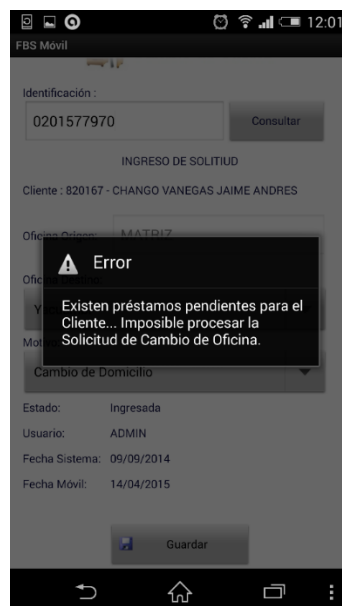 12:01
FBS Móvil
Identificación :
0201577970
Consultar
INGRESO DE SOLITIUD
Cliente : 820167 - CHANGO VANEGAS JAIME ANDRES
Oficina Origen: MATRIZ
Error
Existen préstamos pendientes para el
Cliente... Imposible procesar la
Solicitud de Cambio de Oficina.
Cambio de Domicilio
Estado: Ingresada
Usuario: ADMIN
Fecha Sistema: 09/09/2014
Fecha Móvil: 14/04/2015
Guardar